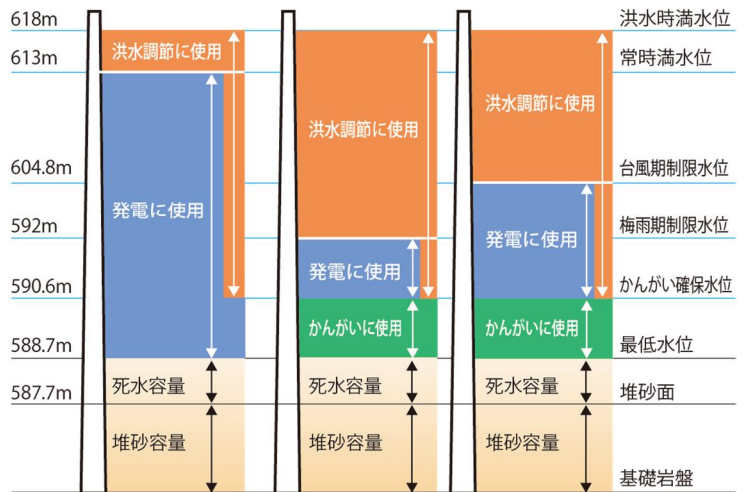 618m
洪水時満水位
洪水調節に使用
613m
常時満水位
洪水調節に使用
洪水調節に使用
604.8m
台風期制限水位
発電に使用
592m
梅雨期制限水位
発電に使用
発電に使用
590.6m
かんがい確保水位
かんがいに使用
かんがいに使用
588.7m
最低水位
死水容量
死水容量
死水容量
587.7m
堆砂面
堆砂容量
堆砂容量
堆砂容量
基礎岩盤